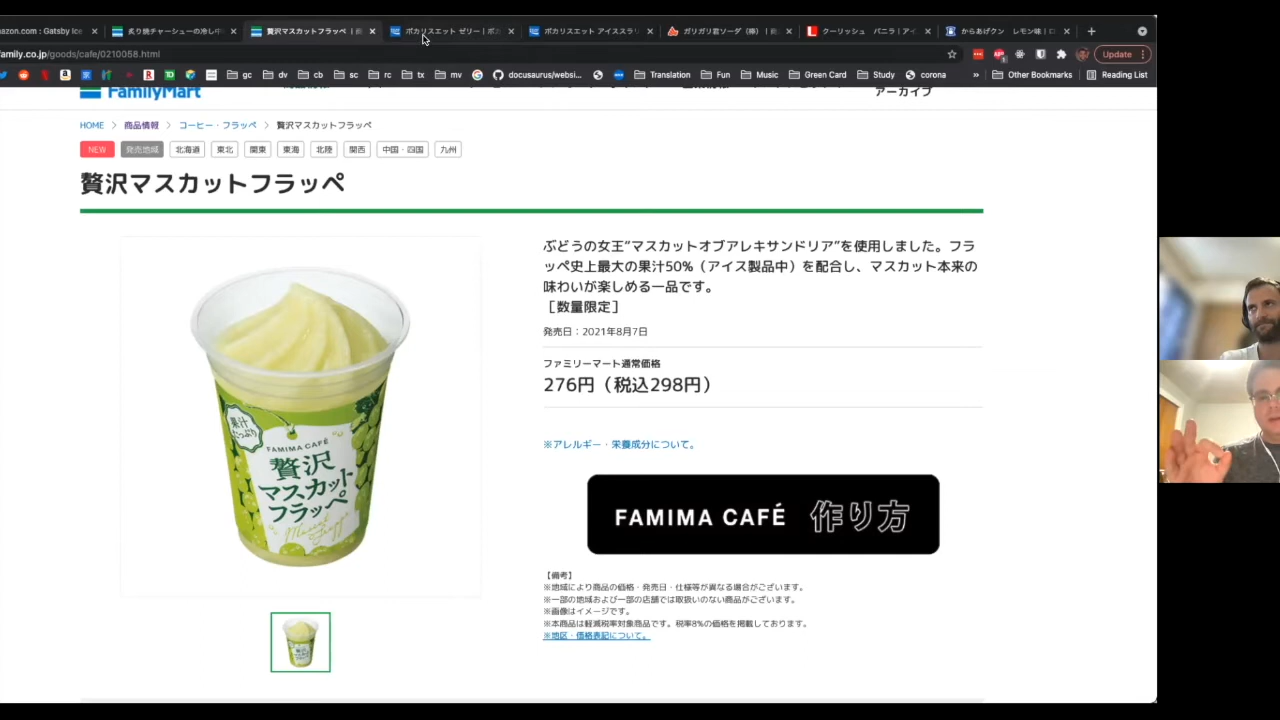 azon.com : Gatsby Ice
炙り焼チャーシューの冷し中
贅沢マスカットフラッペ
ポカリスエット ゼリー｜ポカ
ポカリスエット アイススラリ
ガリガリ君ソーダ（棒）
クーリッシュ バニラ｜アイ
からあげクン レモン味｜ロ
family.co.jp/goods/cafe/0210058.html
Update
gc dv cb sc rc tx mv docusaurus/websi... Translation Fun Music Green Card Study corona » Other Bookmarks Reading List
FamilyMart
アーカイブ
HOME > 商品情報 > コーヒー・フラッペ > 贅沢マスカットフラッペ
NEW 発売地域 北海道 東北 関東 東海 北陸 関西 中国・四国 九州
贅沢マスカットフラッペ
ぶどうの女王“マスカットオブアレキサンドリア”を使用しました。フラ
ッペ史上最大の果汁50%（アイス製品中）を配合し、マスカット本来の
味わいが楽しめる一品です。
［数量限定］
発売日：2021年8月7日
ファミリーマート通常価格
276円（税込298円）
※アレルギー・栄養成分について。
FAMIMA CAFÉ 作り方
【備考】
※地域により商品の価格・発売日・仕様等が異なる場合がございます。
※一部の地域および一部の店舗では取扱いのない商品がございます。
※画像はイメージです。
※本商品は軽減税率対象商品です。税率8%の価格を掲載しております。
※地区・価格表記について。
果汁
たっぷり
FAMIMA CAFÉ
贅沢
マスカット
フラッペ
Muscat
Frappe